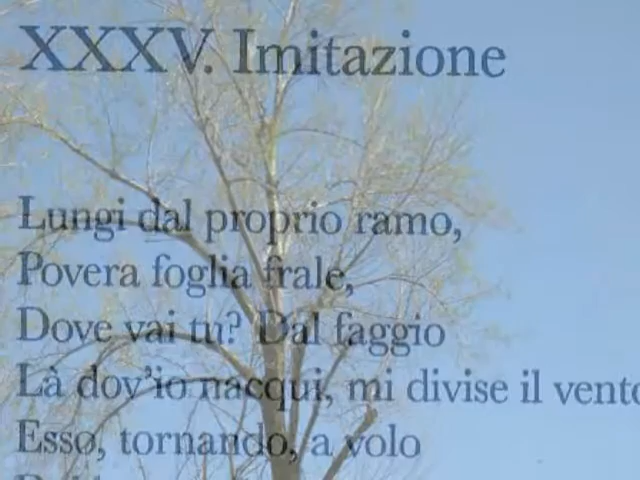 XXXV. Imitazione
Lungi dal proprio ramo,
Povera foglia frale,
Dove vai tu? Dal faggio
Là dov'io nacqui, mi divise il vento
Esso, tornando, a volo